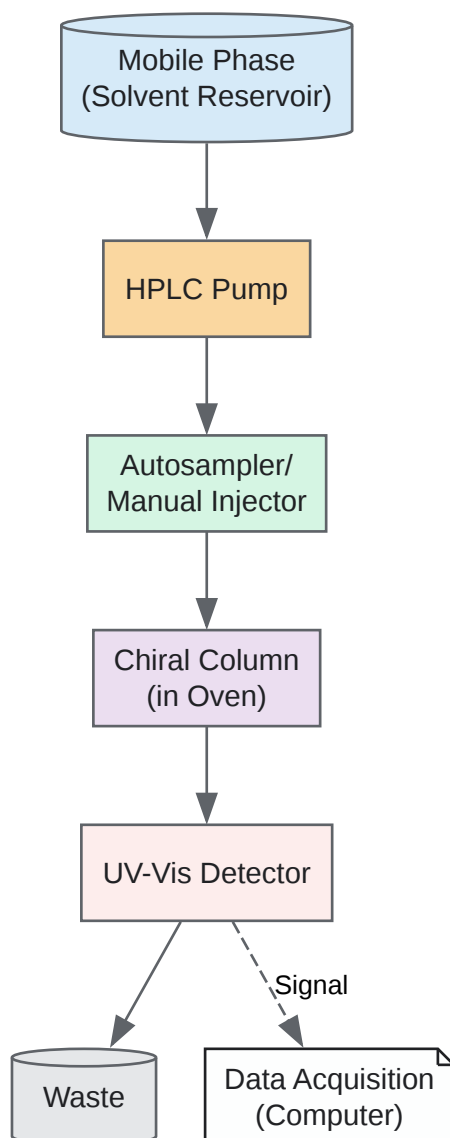 Mobile Phase
(Solvent Reservoir)
HPLC Pump
Autosampler/
Manual Injector
Chiral Column
(in Oven)
UV-Vis Detector
Signal
Waste
Data Acquisition
(Computer)